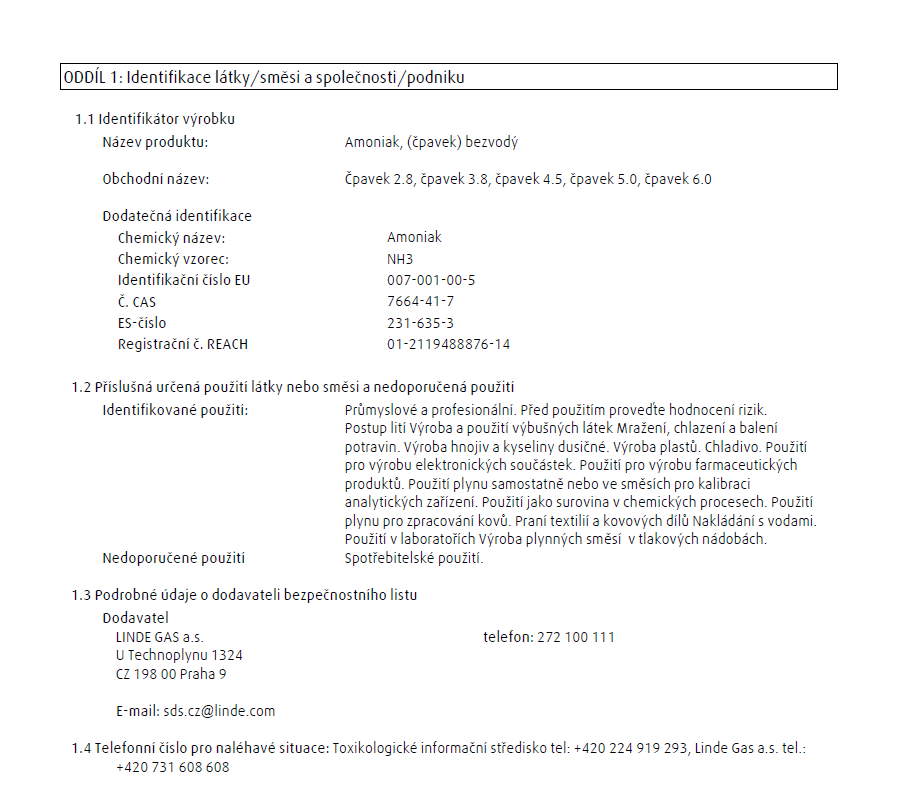 ODDÍL 1: Identifikace látky/směsi a společnosti/podniku
1.1 Identifikátor výrobku
Název produktu: Amoniak, (čpavek) bezvodý
Obchodní název: Čpavek 2.8, čpavek 3.8, čpavek 4.5, čpavek 5.0, čpavek 6.0
Dodatečná identifikace
Chemický název: Amoniak
Chemický vzorec: NH3
Identifikační číslo EU 007-001-00-5
Č. CAS 7664-41-7
ES-číslo 231-635-3
Registrační č. REACH 01-2119488876-14
1.2 Příslušná určená použití látky nebo směsi a nedoporučená použití
Identifikované použití: Průmyslové a profesionální. Před použitím proveďte hodnocení rizik.
Postup lití Výroba a použití výbušných látek Mražení, chlazení a balení
potravin. Výroba hnojiv a kyseliny dusičné. Výroba plastů. Chladivo. Použití
pro výrobu elektronických součástek. Použití pro výrobu farmaceutických
produktů. Použití plynu samostatně nebo ve směsích pro kalibraci
analytických zařízení. Použití jako surovina v chemických procesech. Použití
plynu pro zpracování kovů. Praní textilií a kovových dílů Nakládání s vodami.
Použití v laboratořích Výroba plynných směsí v tlakových nádobách.
Nedoporučené použití Spotřebitelské použití.
1.3 Podrobné údaje o dodavateli bezpečnostního listu
Dodavatel
LINDE GAS a.s. telefon: 272 100 111
U Technoplynu 1324
CZ 198 00 Praha 9
E-mail: sds.cz@linde.com
1.4 Telefonní číslo pro naléhavé situace: Toxikologické informační středisko tel: +420 224 919 293, Linde Gas a.s. tel.:
+420 731 608 608